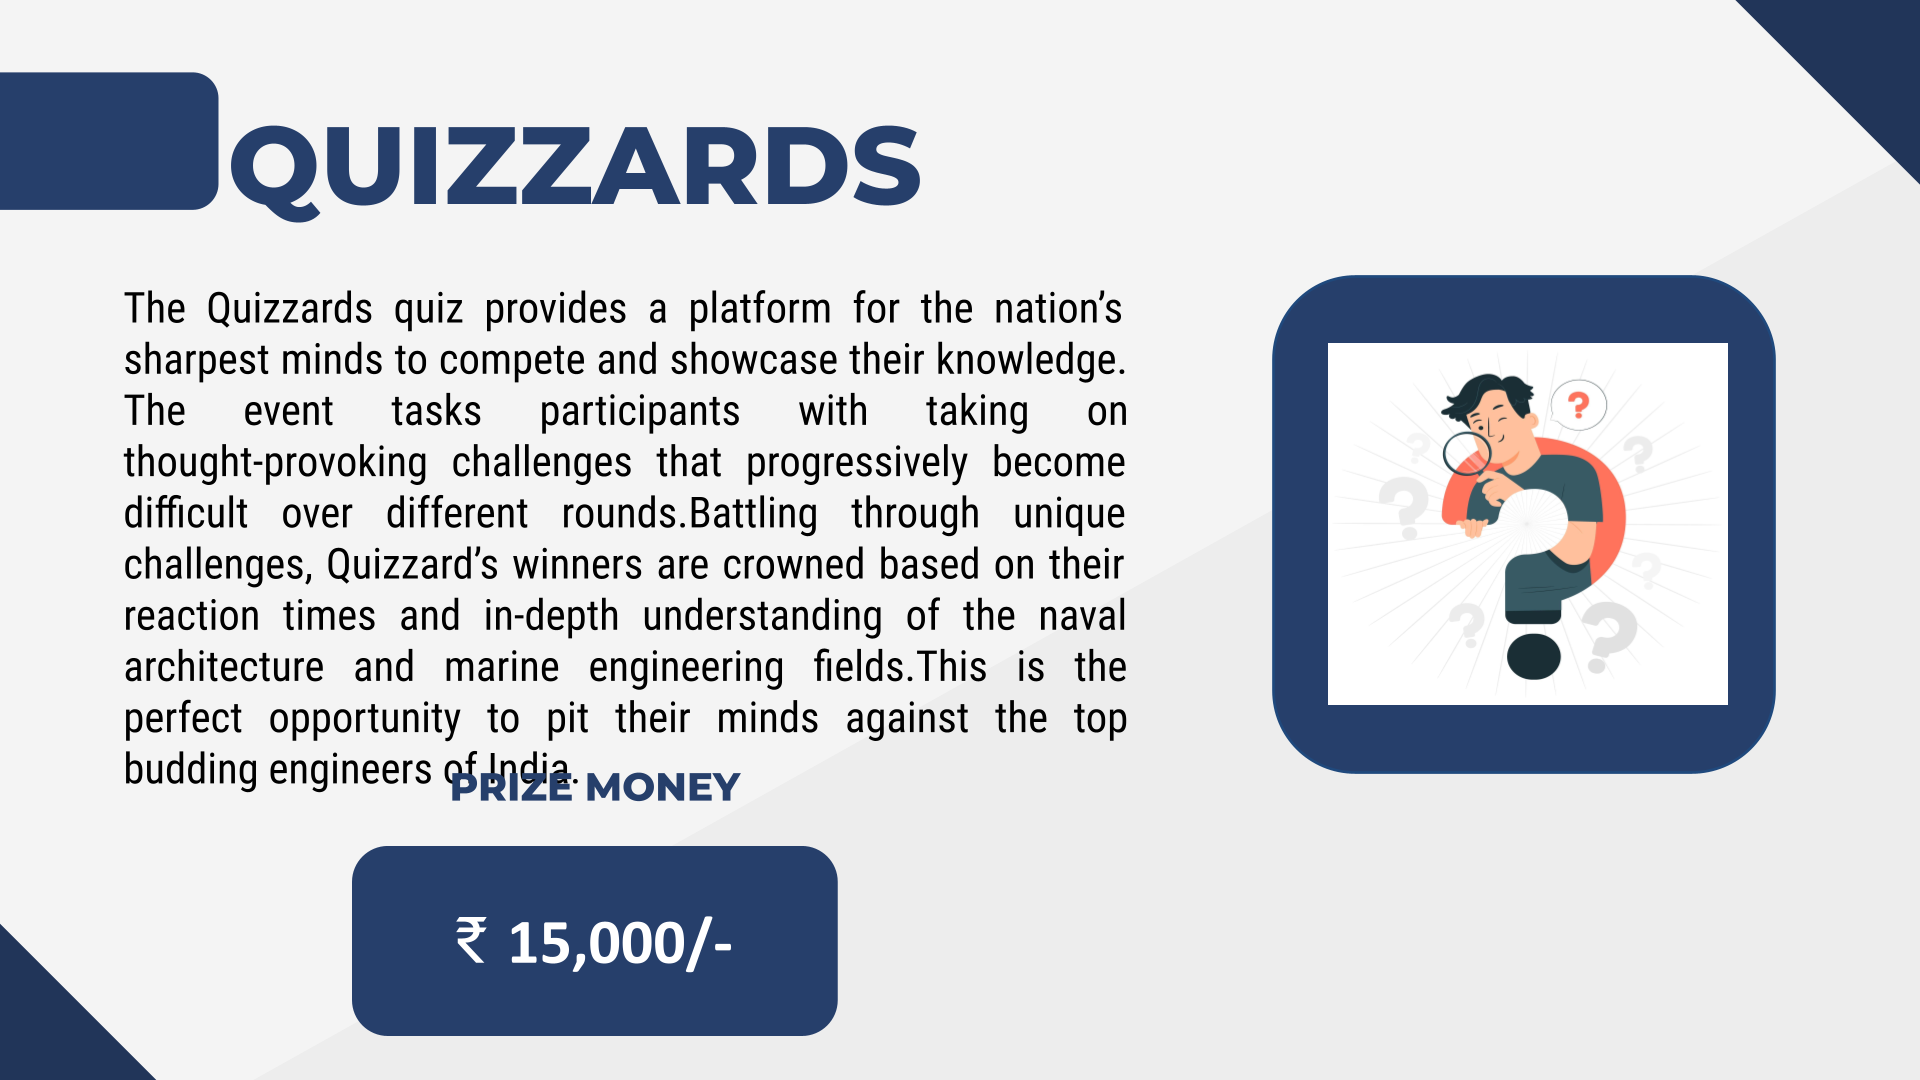 QUIZZARDS
The Quizzards quiz provides a platform for the nation’s
sharpest minds to compete and showcase their knowledge.
The event tasks participants with taking on
thought-provoking challenges that progressively become
difficult over different rounds.Battling through unique
challenges, Quizzard’s winners are crowned based on their
reaction times and in-depth understanding of the naval
architecture and marine engineering fields.This is the
perfect opportunity to pit their minds against the top
budding engineers of India.
PRIZE MONEY
₹ 15,000/-
?
?
?
?
?
?
?